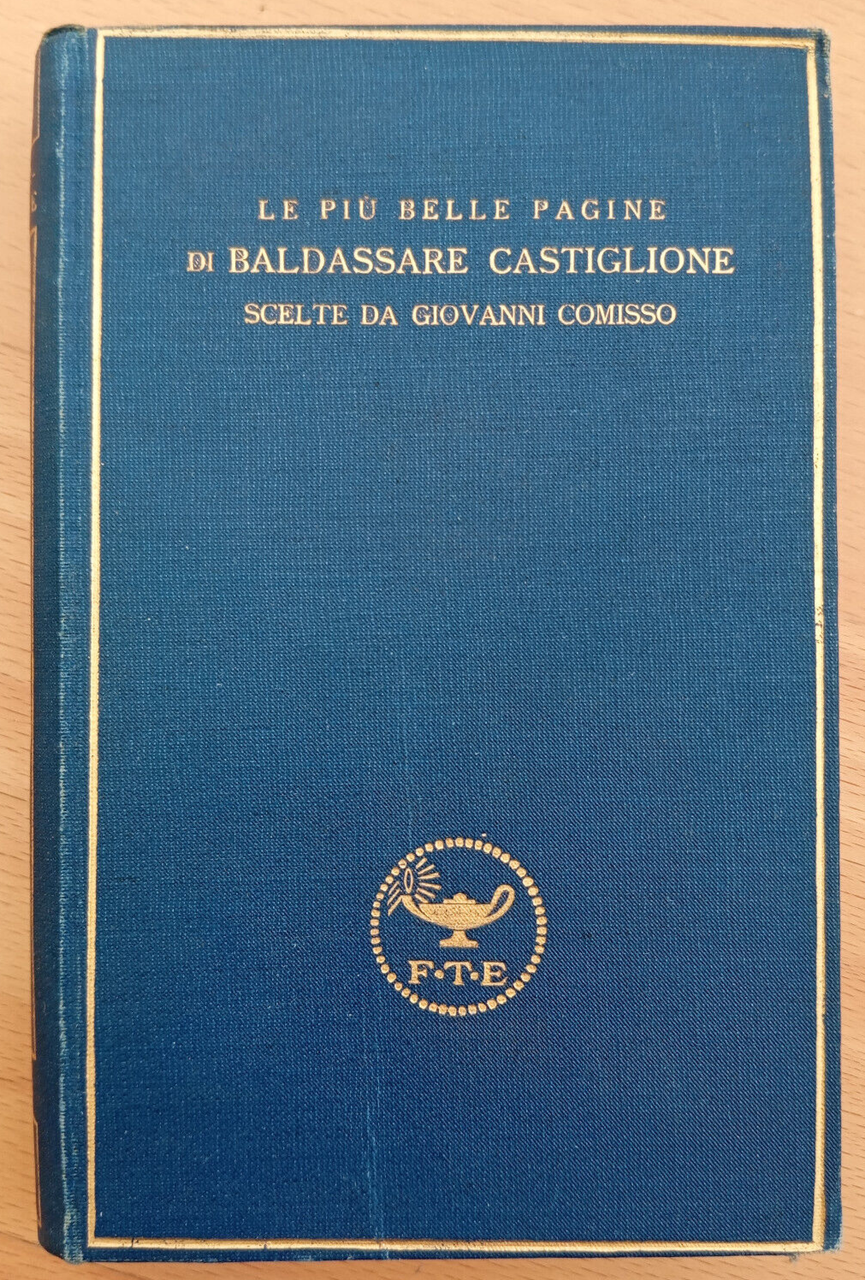 LE PIÙ BELLE PAGINE
DI BALDASSARE CASTIGLIONE
SCELTE DA GIOVANNI COMISSO
F·T·E